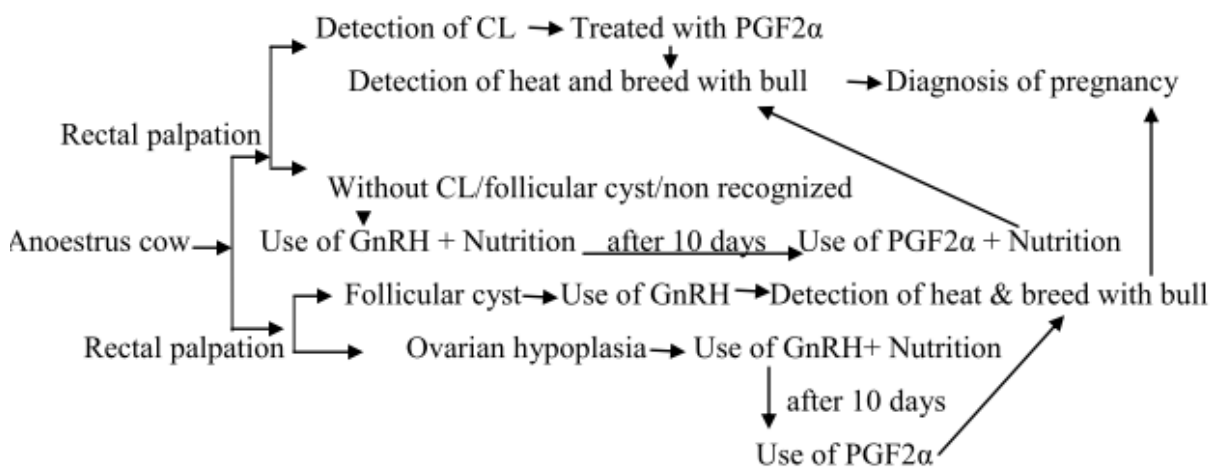 Detection of CL Treated with PGF2α
Detection of heat and breed with bull Diagnosis of pregnancy
Rectal palpation
Without CL/follicular cyst/non recognized
Anoestrus cow Use of GnRH + Nutrition after 10 days Use of PGF2α + Nutrition
Follicular cyst Use of GnRH Detection of heat & breed with bull
Rectal palpation Ovarian hypoplasia Use of GnRH+ Nutrition
after 10 days
Use of PGF2α